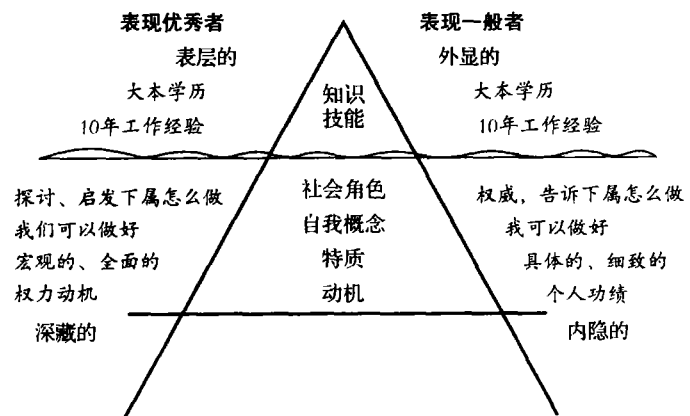 表现优秀者
表现一般者
表层的
外显的
大本学历
知识
大本学历
10年工作经验
技能
10年工作经验
探讨、启发下属怎么做
社会角色
权威，告诉下属怎么做
我们可以做好
自我概念
我可以做好
宏观的、全面的
特质
具体的、细致的
权力动机
动机
个人功绩
深藏的
内隐的